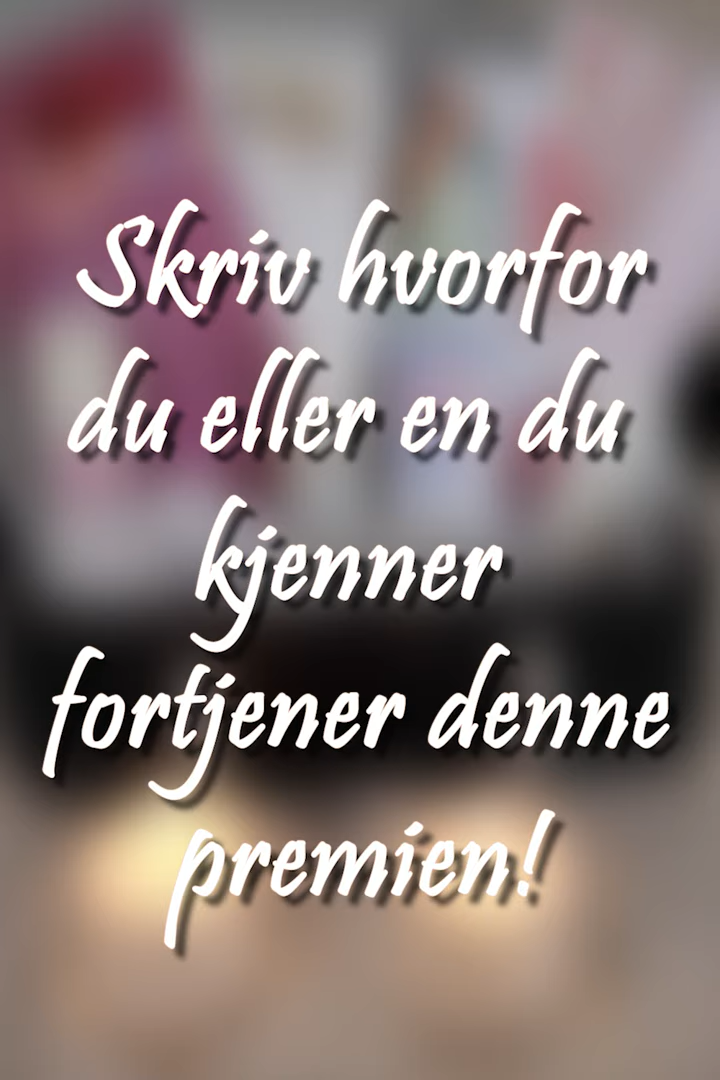 Skriv hvorfor
du eller en du
kjenner
fortjener denne
premien!